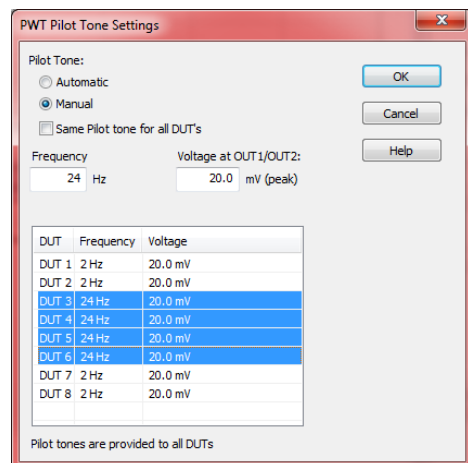 PWT Pilot Tone Settings
Pilot Tone:
Automatic
Manual
Same Pilot tone for all DUT's
Frequency
Voltage at OUT1/OUT2:
24 Hz
20.0 mV (peak)
OK
Cancel
Help
DUT Frequency Voltage
DUT 1 2 Hz 20.0 mV
DUT 2 2 Hz 20.0 mV
DUT 3 24 Hz 20.0 mV
DUT 4 24 Hz 20.0 mV
DUT 5 24 Hz 20.0 mV
DUT 6 24 Hz 20.0 mV
DUT 7 2 Hz 20.0 mV
DUT 8 2 Hz 20.0 mV
Pilot tones are provided to all DUTs